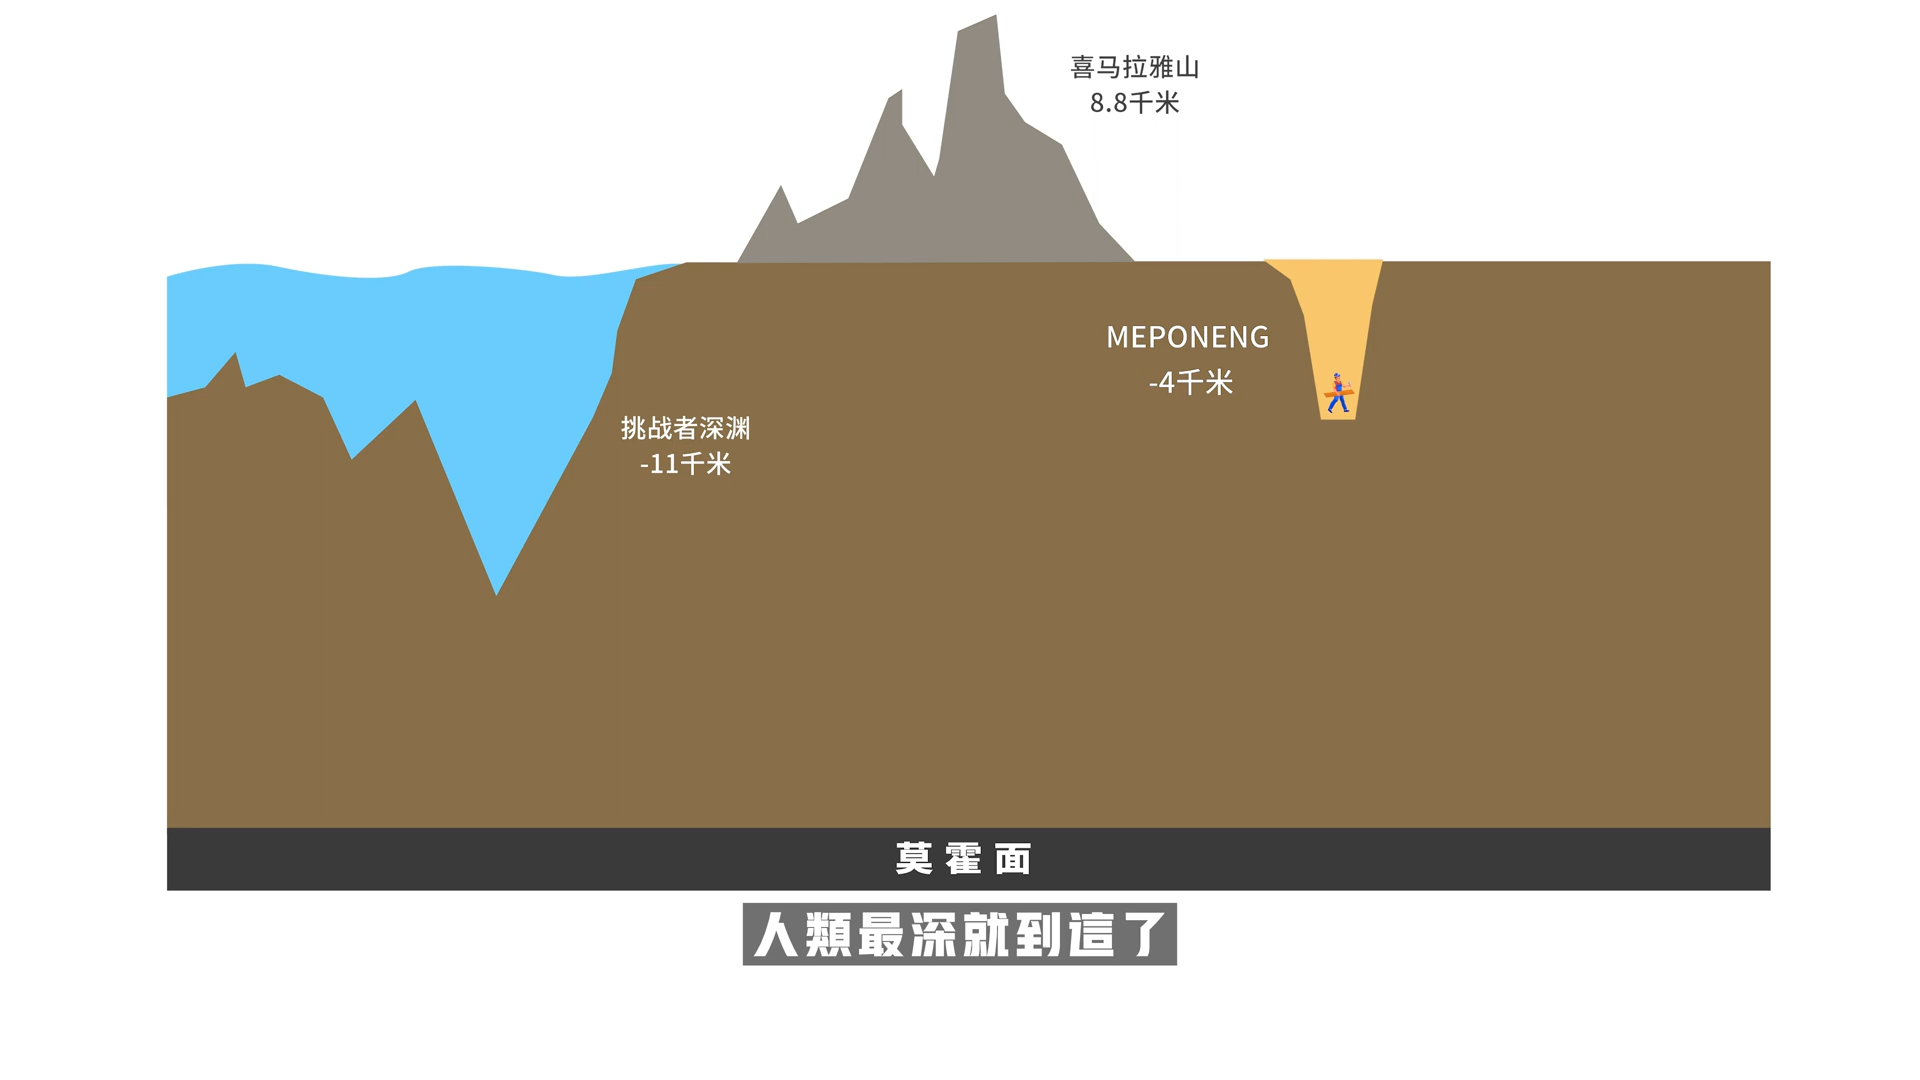 喜马拉雅山
8.8千米
MEPONENG
-4千米
挑战者深渊
-11千米
莫霍面
人類最深就到這了